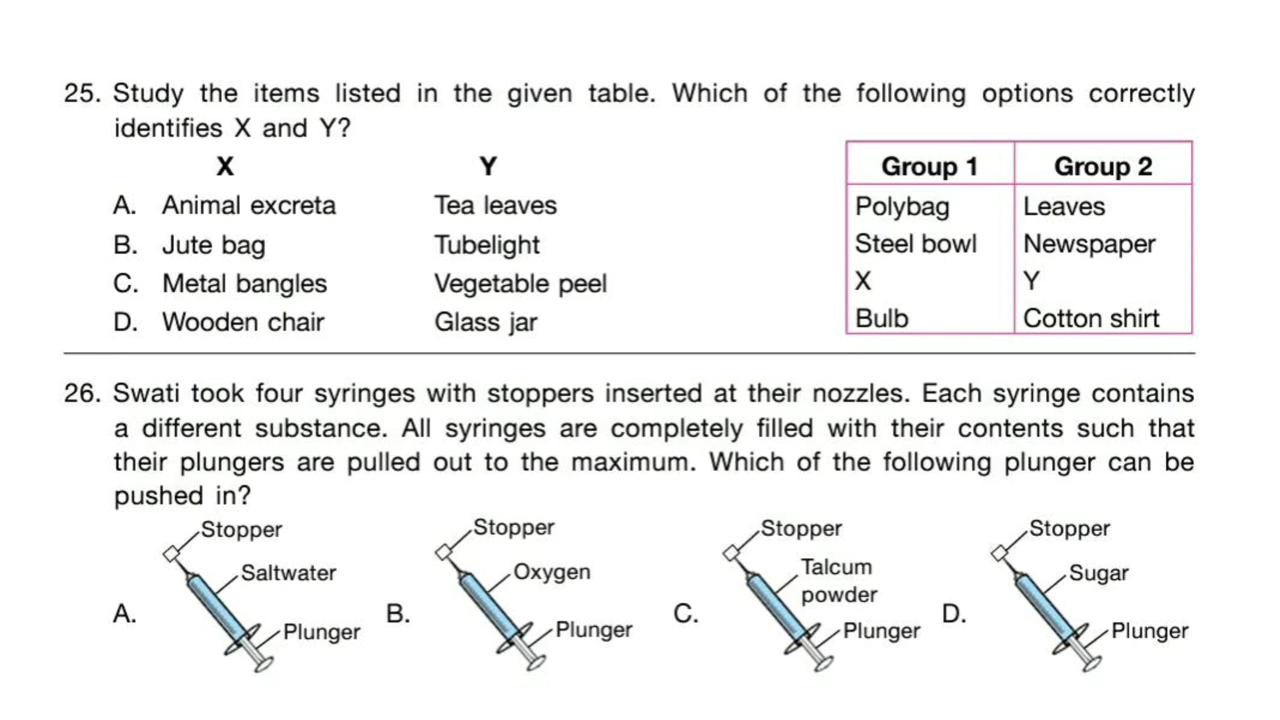 25. Study the items listed in the given table. Which of the following options correctly
identifies X and Y?
X Y
A. Animal excreta Tea leaves
B. Jute bag Tubelight
C. Metal bangles Vegetable peel
D. Wooden chair Glass jar
Group 1 Group 2
Polybag Leaves
Steel bowl Newspaper
X Y
Bulb Cotton shirt
26. Swati took four syringes with stoppers inserted at their nozzles. Each syringe contains
a different substance. All syringes are completely filled with their contents such that
their plungers are pulled out to the maximum. Which of the following plunger can be
pushed in?
A.
Stopper
Saltwater
Plunger
B.
Stopper
Oxygen
Plunger
C.
Stopper
Talcum
powder
Plunger
D.
Stopper
Sugar
Plunger